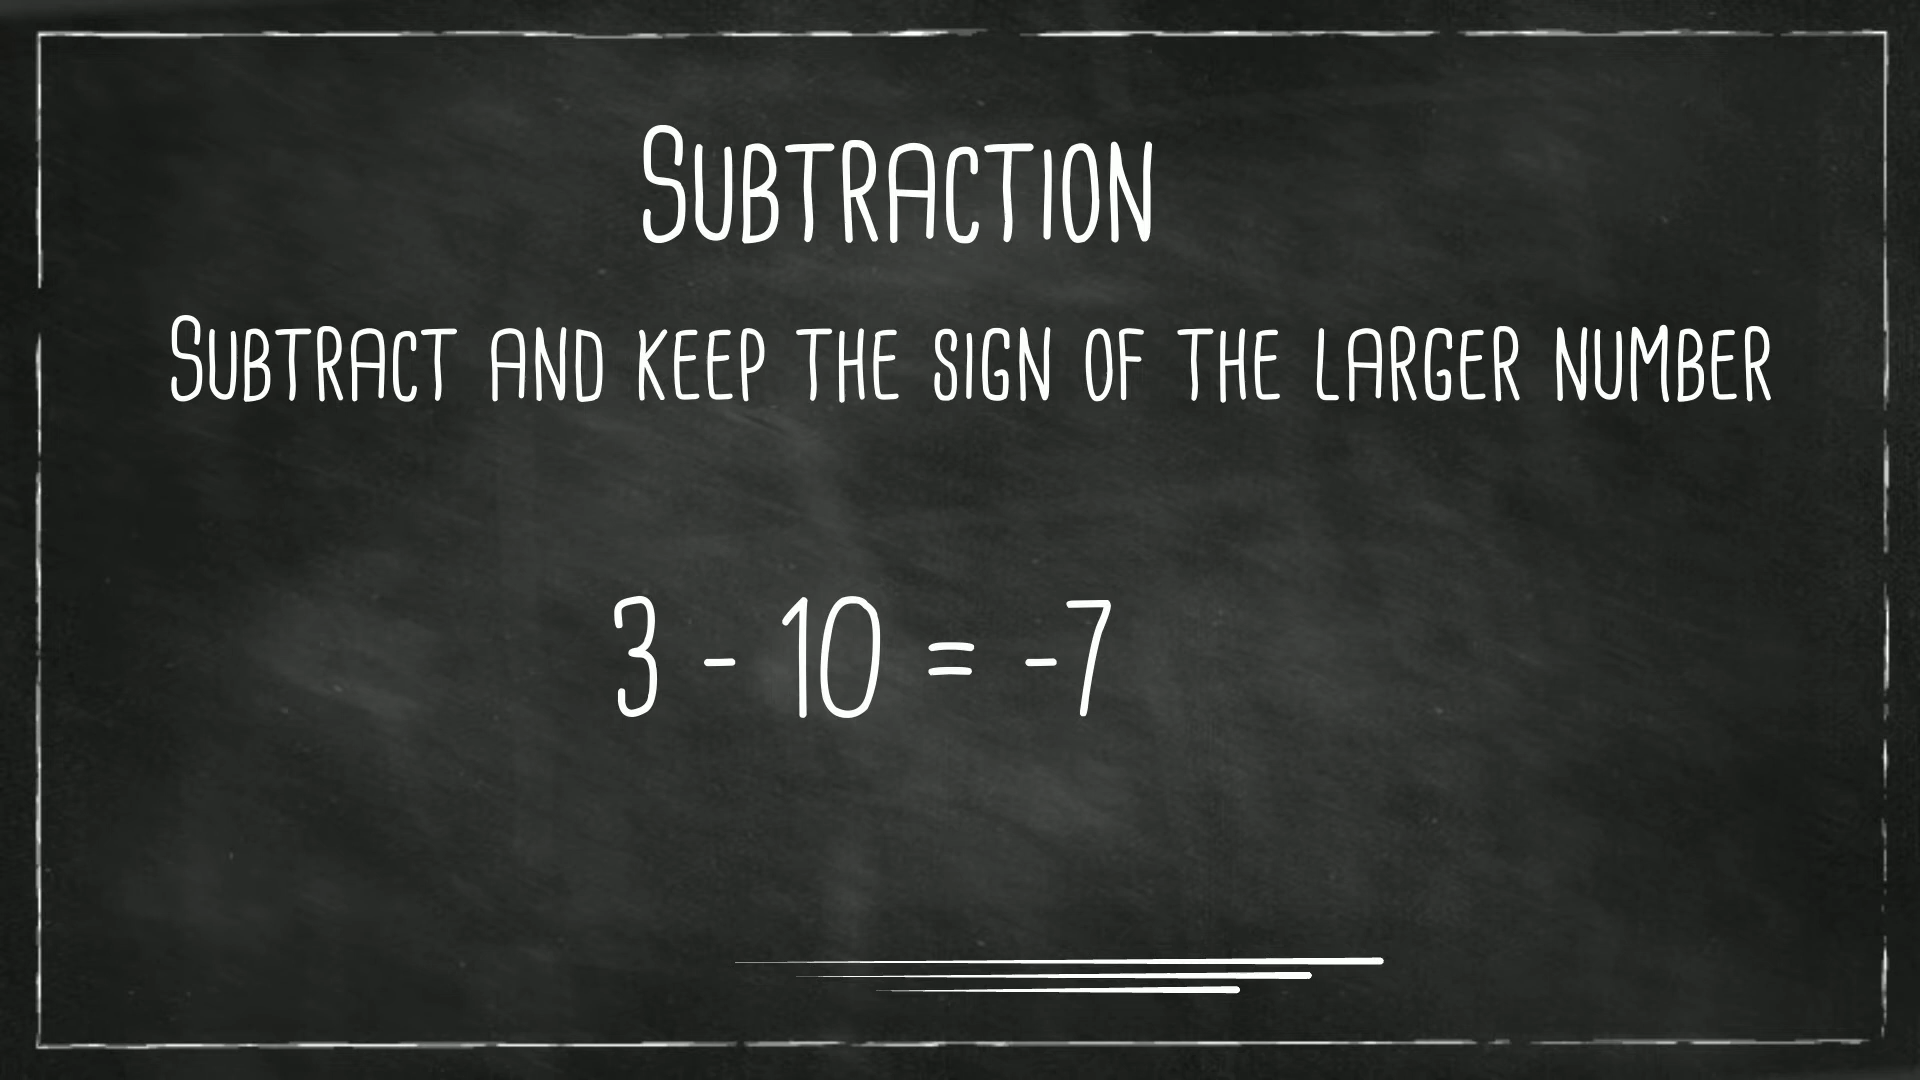 Subtraction
Subtract and keep the sign of the larger number
3 - 10 = -7